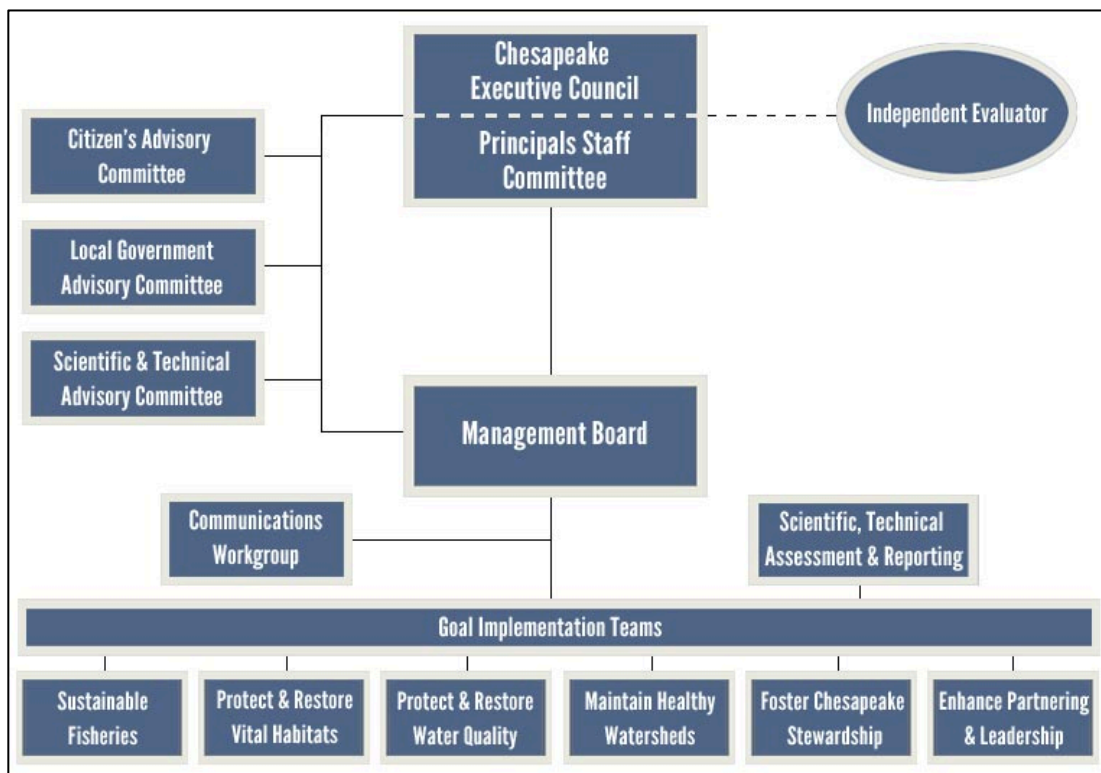 Chesapeake
Executive Council
Principals Staff
Committee
Independent Evaluator
Citizen's Advisory
Committee
Local Government
Advisory Committee
Scientific & Technical
Advisory Committee
Management Board
Communications
Workgroup
Scientific, Technical
Assessment & Reporting
Goal Implementation Teams
Sustainable
Fisheries
Protect & Restore
Vital Habitats
Protect & Restore
Water Quality
Maintain Healthy
Watersheds
Foster Chesapeake
Stewardship
Enhance Partnering
& Leadership